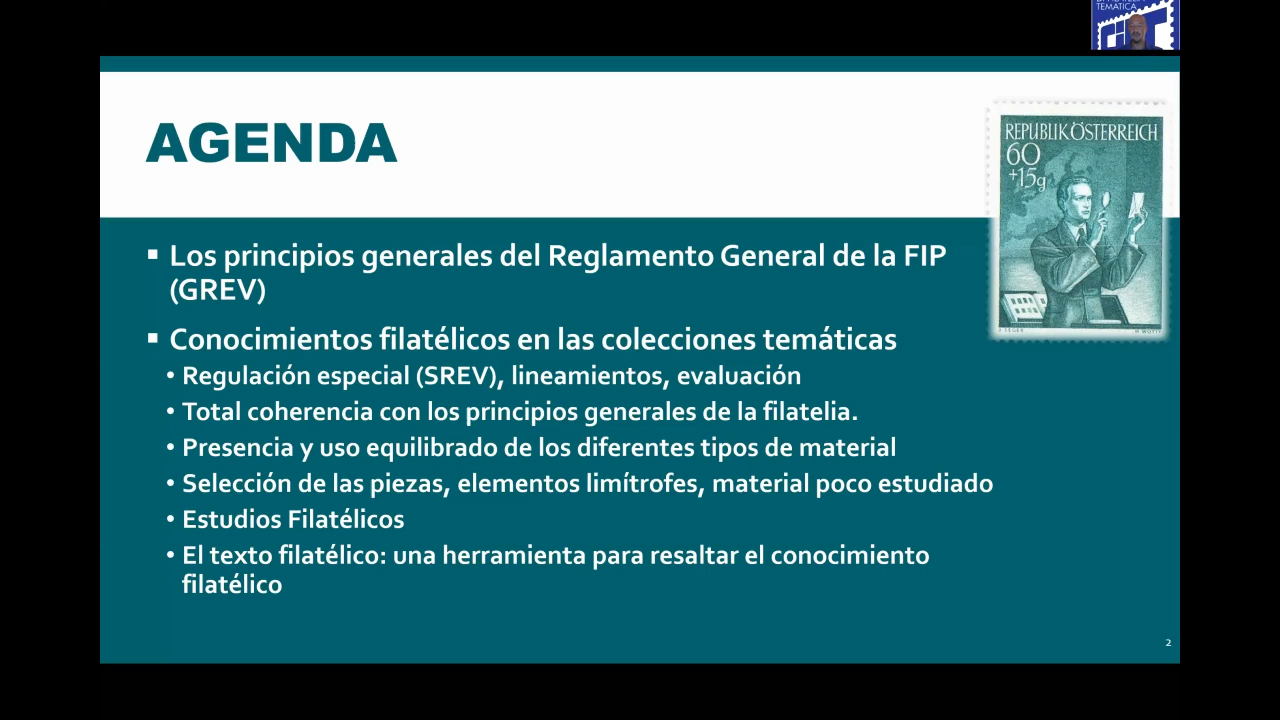 TEMATICA
AGENDA
REPUBLIK ÖSTERREICH
60
+15g
▪ Los principios generales del Reglamento General de la FIP
(GREV)
▪ Conocimientos filatélicos en las colecciones temáticas
• Regulación especial (SREV), lineamientos, evaluación
• Total coherencia con los principios generales de la filatelia.
• Presencia y uso equilibrado de los diferentes tipos de material
• Selección de las piezas, elementos limítrofes, material poco estudiado
• Estudios Filatélicos
• El texto filatélico: una herramienta para resaltar el conocimiento
filatélico
2